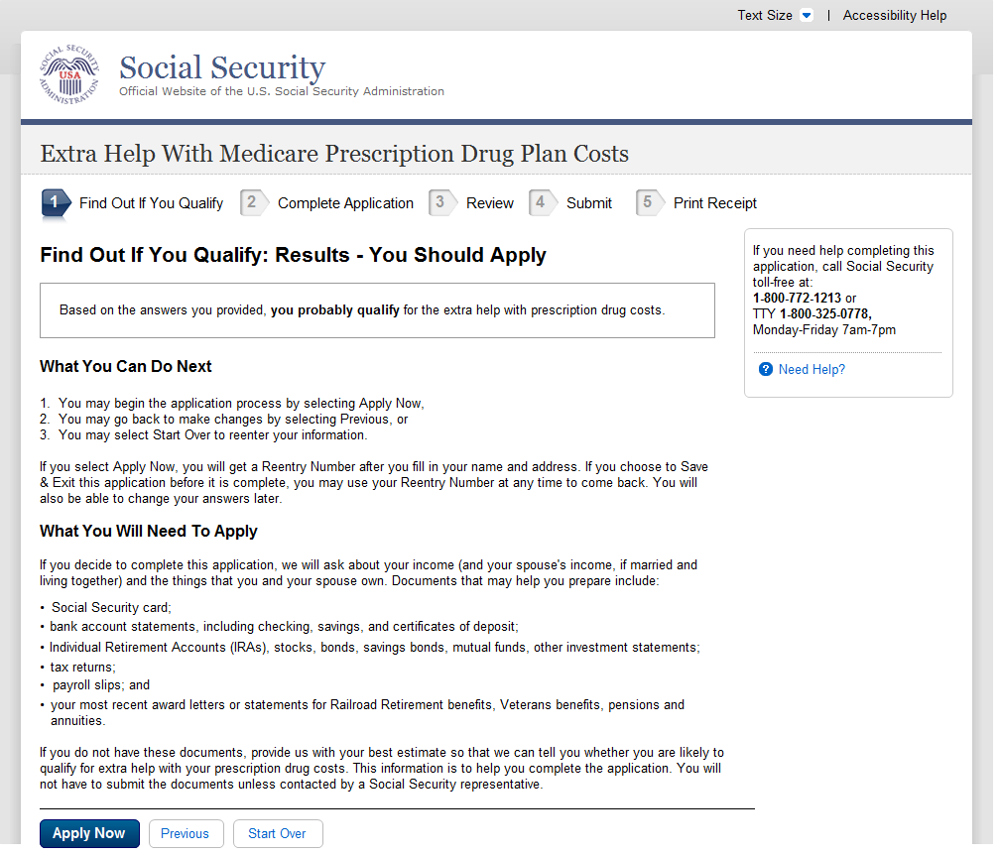 Text Size | Accessibility Help
SOCIAL SECURITY ADMINISTRATION
USA
Social Security
Official Website of the U.S. Social Security Administration
Extra Help With Medicare Prescription Drug Plan Costs
1 Find Out If You Qualify 2 Complete Application 3 Review 4 Submit 5 Print Receipt
Find Out If You Qualify: Results - You Should Apply
Based on the answers you provided, you probably qualify for the extra help with prescription drug costs.
What You Can Do Next
1. You may begin the application process by selecting Apply Now,
2. You may go back to make changes by selecting Previous, or
3. You may select Start Over to reenter your information.
If you select Apply Now, you will get a Reentry Number after you fill in your name and address. If you choose to Save
& Exit this application before it is complete, you may use your Reentry Number at any time to come back. You will
also be able to change your answers later.
What You Will Need To Apply
If you decide to complete this application, we will ask about your income (and your spouse's income, if married and
living together) and the things that you and your spouse own. Documents that may help you prepare include:
• Social Security card;
• bank account statements, including checking, savings, and certificates of deposit;
• Individual Retirement Accounts (IRAs), stocks, bonds, savings bonds, mutual funds, other investment statements;
• tax returns;
• payroll slips; and
• your most recent award letters or statements for Railroad Retirement benefits, Veterans benefits, pensions and
annuities.
If you do not have these documents, provide us with your best estimate so that we can tell you whether you are likely to
qualify for extra help with your prescription drug costs. This information is to help you complete the application. You will
not have to submit the documents unless contacted by a Social Security representative.
Apply Now Previous Start Over
If you need help completing this
application, call Social Security
toll-free at:
1-800-772-1213 or
TTY 1-800-325-0778,
Monday-Friday 7am-7pm
? Need Help?